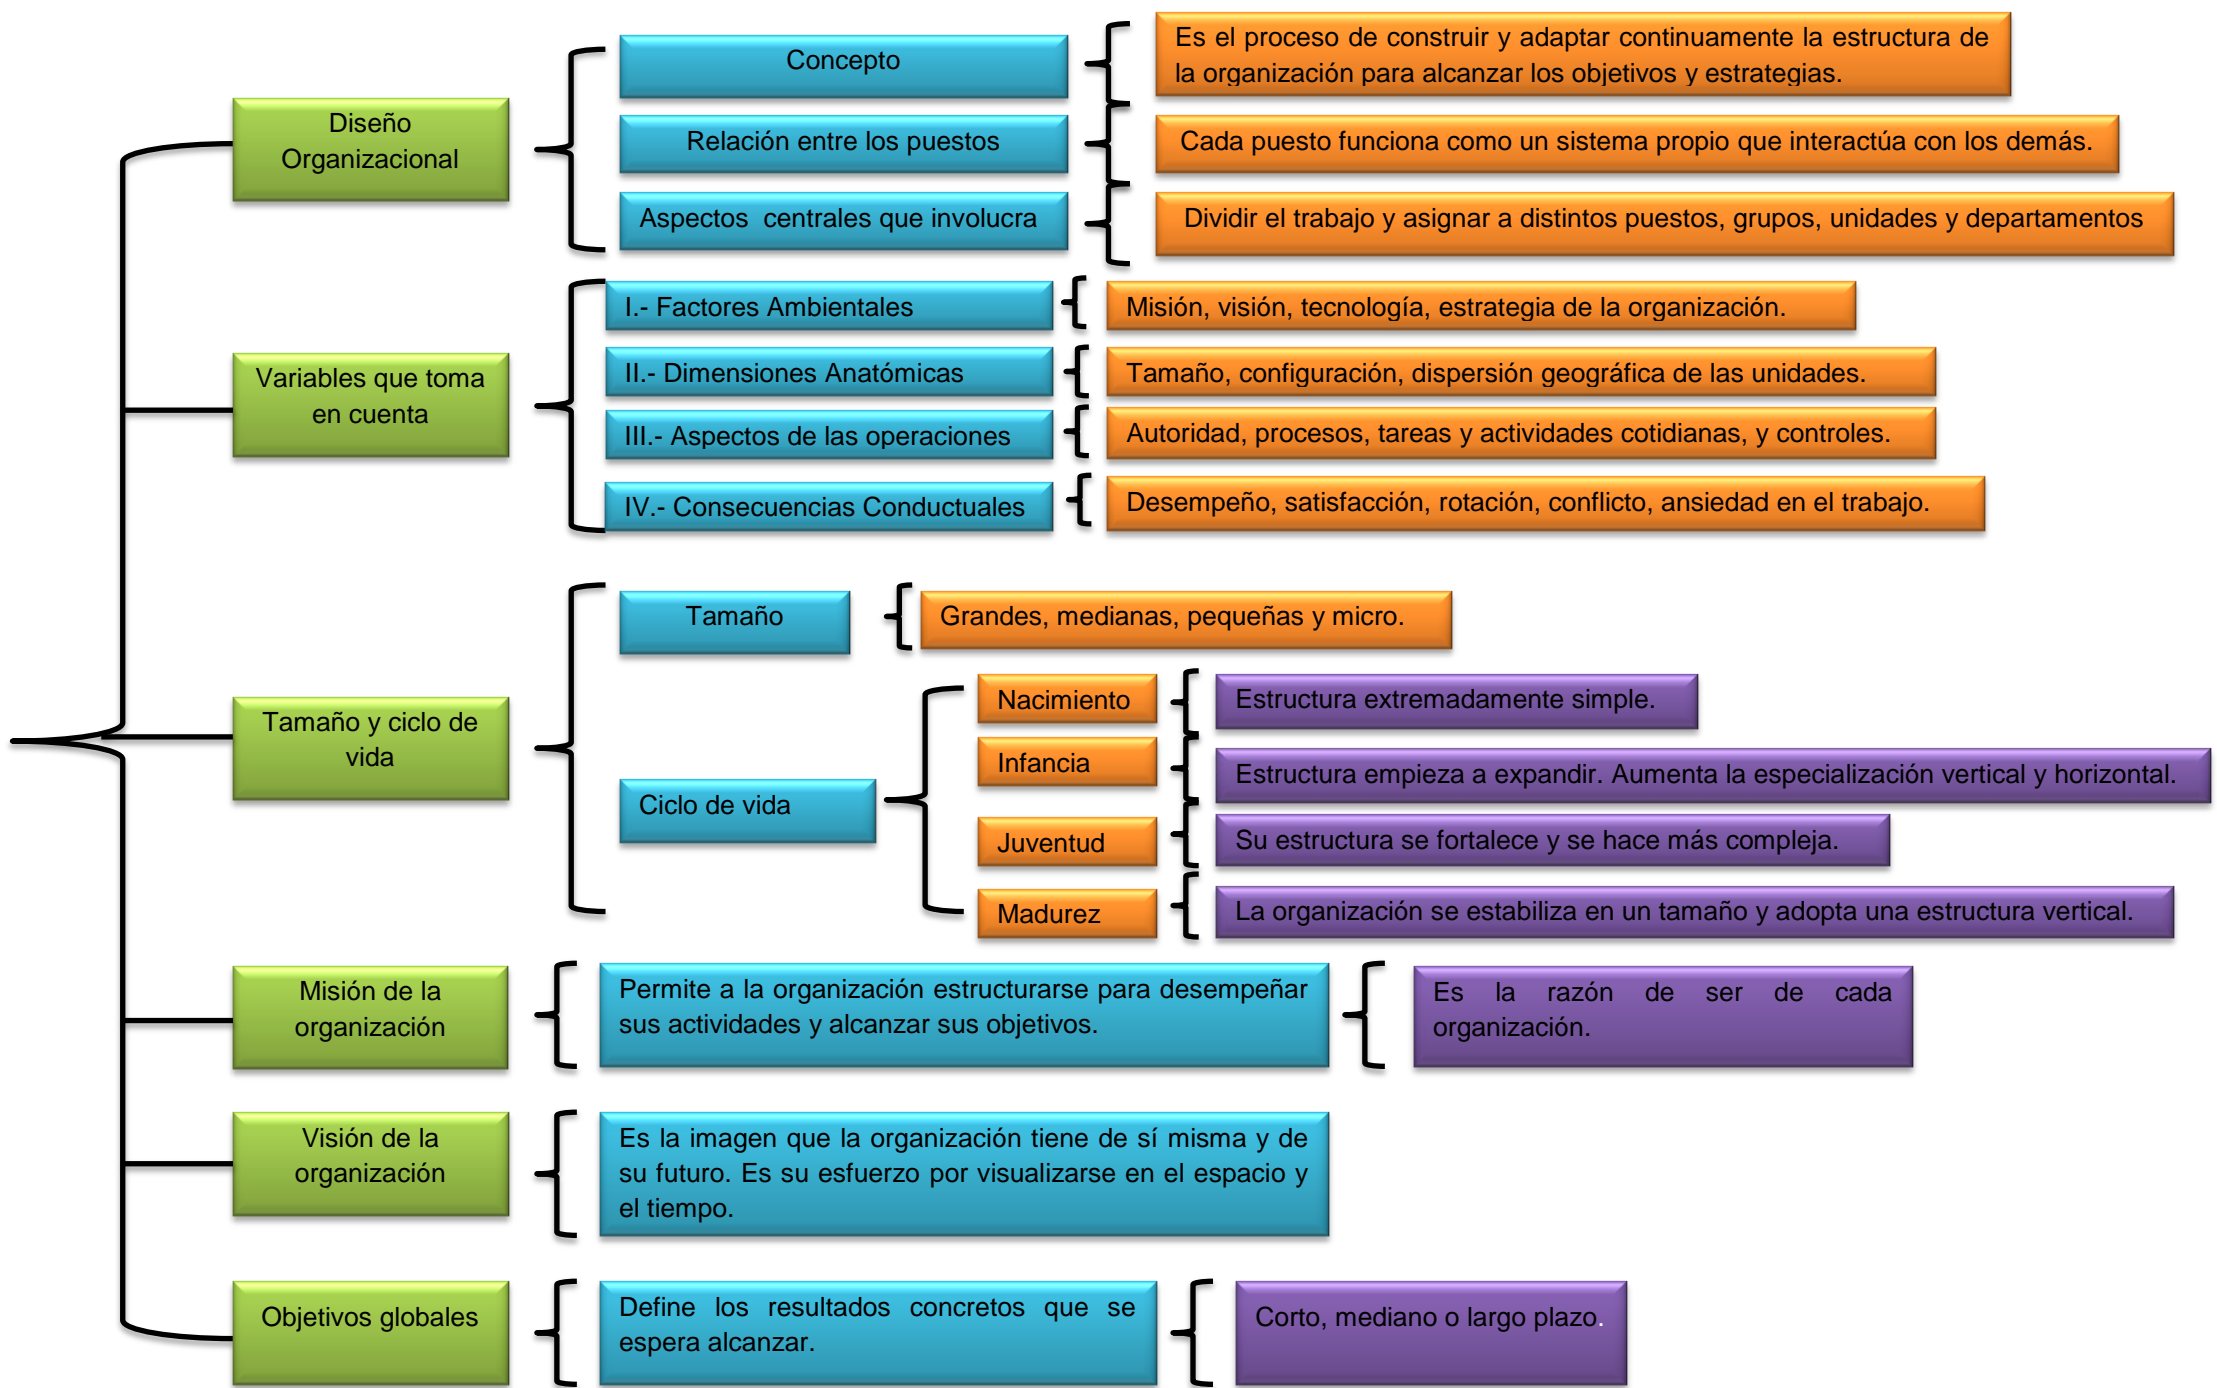 Diseño
Organizacional
Concepto
Es el proceso de construir y adaptar continuamente la estructura de
la organización para alcanzar los objetivos y estrategias.
Relación entre los puestos
Cada puesto funciona como un sistema propio que interactúa con los demás.
Aspectos centrales que involucra
Dividir el trabajo y asignar a distintos puestos, grupos, unidades y departamentos
Variables que toma
en cuenta
I.- Factores Ambientales
Misión, visión, tecnología, estrategia de la organización.
II.- Dimensiones Anatómicas
Tamaño, configuración, dispersión geográfica de las unidades.
III.- Aspectos de las operaciones
Autoridad, procesos, tareas y actividades cotidianas, y controles.
IV.- Consecuencias Conductuales
Desempeño, satisfacción, rotación, conflicto, ansiedad en el trabajo.
Tamaño y ciclo de
vida
Tamaño
Grandes, medianas, pequeñas y micro.
Ciclo de vida
Nacimiento
Estructura extremadamente simple.
Infancia
Estructura empieza a expandir. Aumenta la especialización vertical y horizontal.
Juventud
Su estructura se fortalece y se hace más compleja.
Madurez
La organización se estabiliza en un tamaño y adopta una estructura vertical.
Misión de la
organización
Permite a la organización estructurarse para desempeñar
sus actividades y alcanzar sus objetivos.
Es la razón de ser de cada
organización.
Visión de la
organización
Es la imagen que la organización tiene de sí misma y de
su futuro. Es su esfuerzo por visualizarse en el espacio y
el tiempo.
Objetivos globales
Define los resultados concretos que se
espera alcanzar.
Corto, mediano o largo plazo.